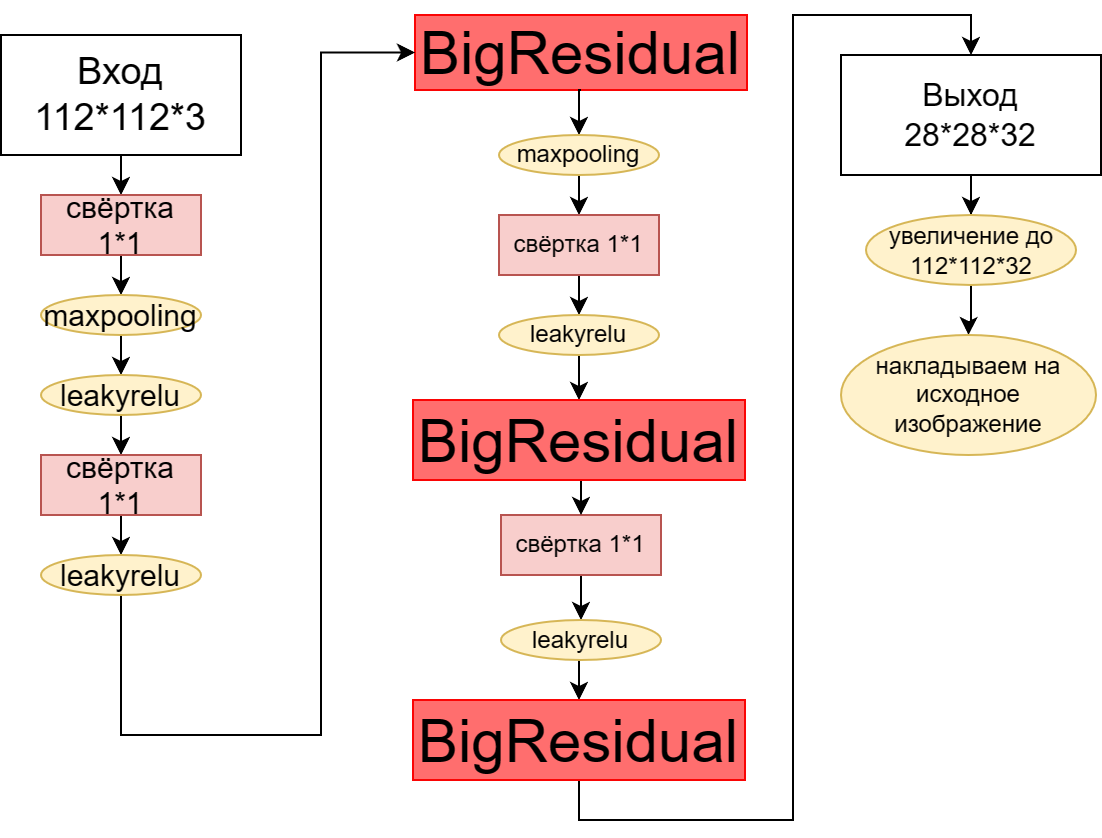 Вход
112*112*3
свёртка
1*1
maxpooling
leakyrelu
свёртка
1*1
leakyrelu
BigResidual
maxpooling
свёртка 1*1
leakyrelu
BigResidual
свёртка 1*1
leakyrelu
BigResidual
Выход
28*28*32
увеличение до
112*112*32
накладываем на
исходное
изображение